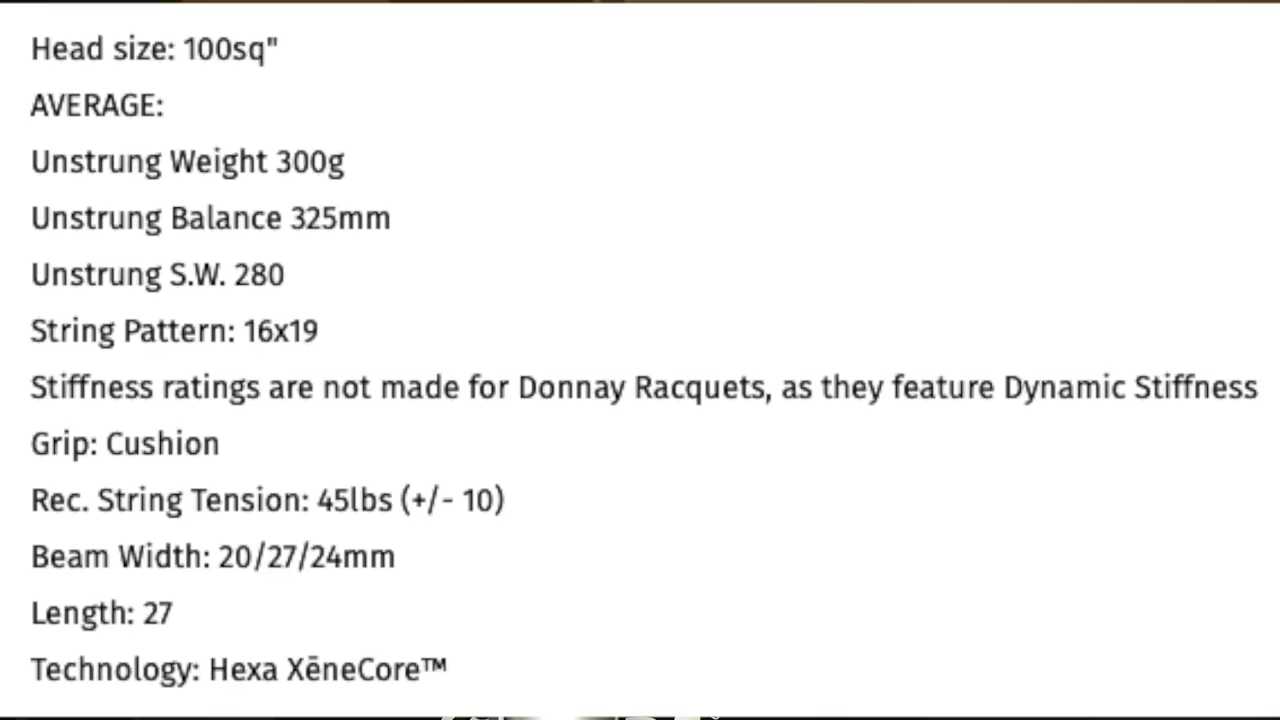 Head size: 100sq"
AVERAGE:
Unstrung Weight 300g
Unstrung Balance 325mm
Unstrung S.W. 280
String Pattern: 16x19
Stiffness ratings are not made for Donnay Racquets, as they feature Dynamic Stiffness
Grip: Cushion
Rec. String Tension: 45lbs (+/- 10)
Beam Width: 20/27/24mm
Length: 27
Technology: Hexa XēneCore™